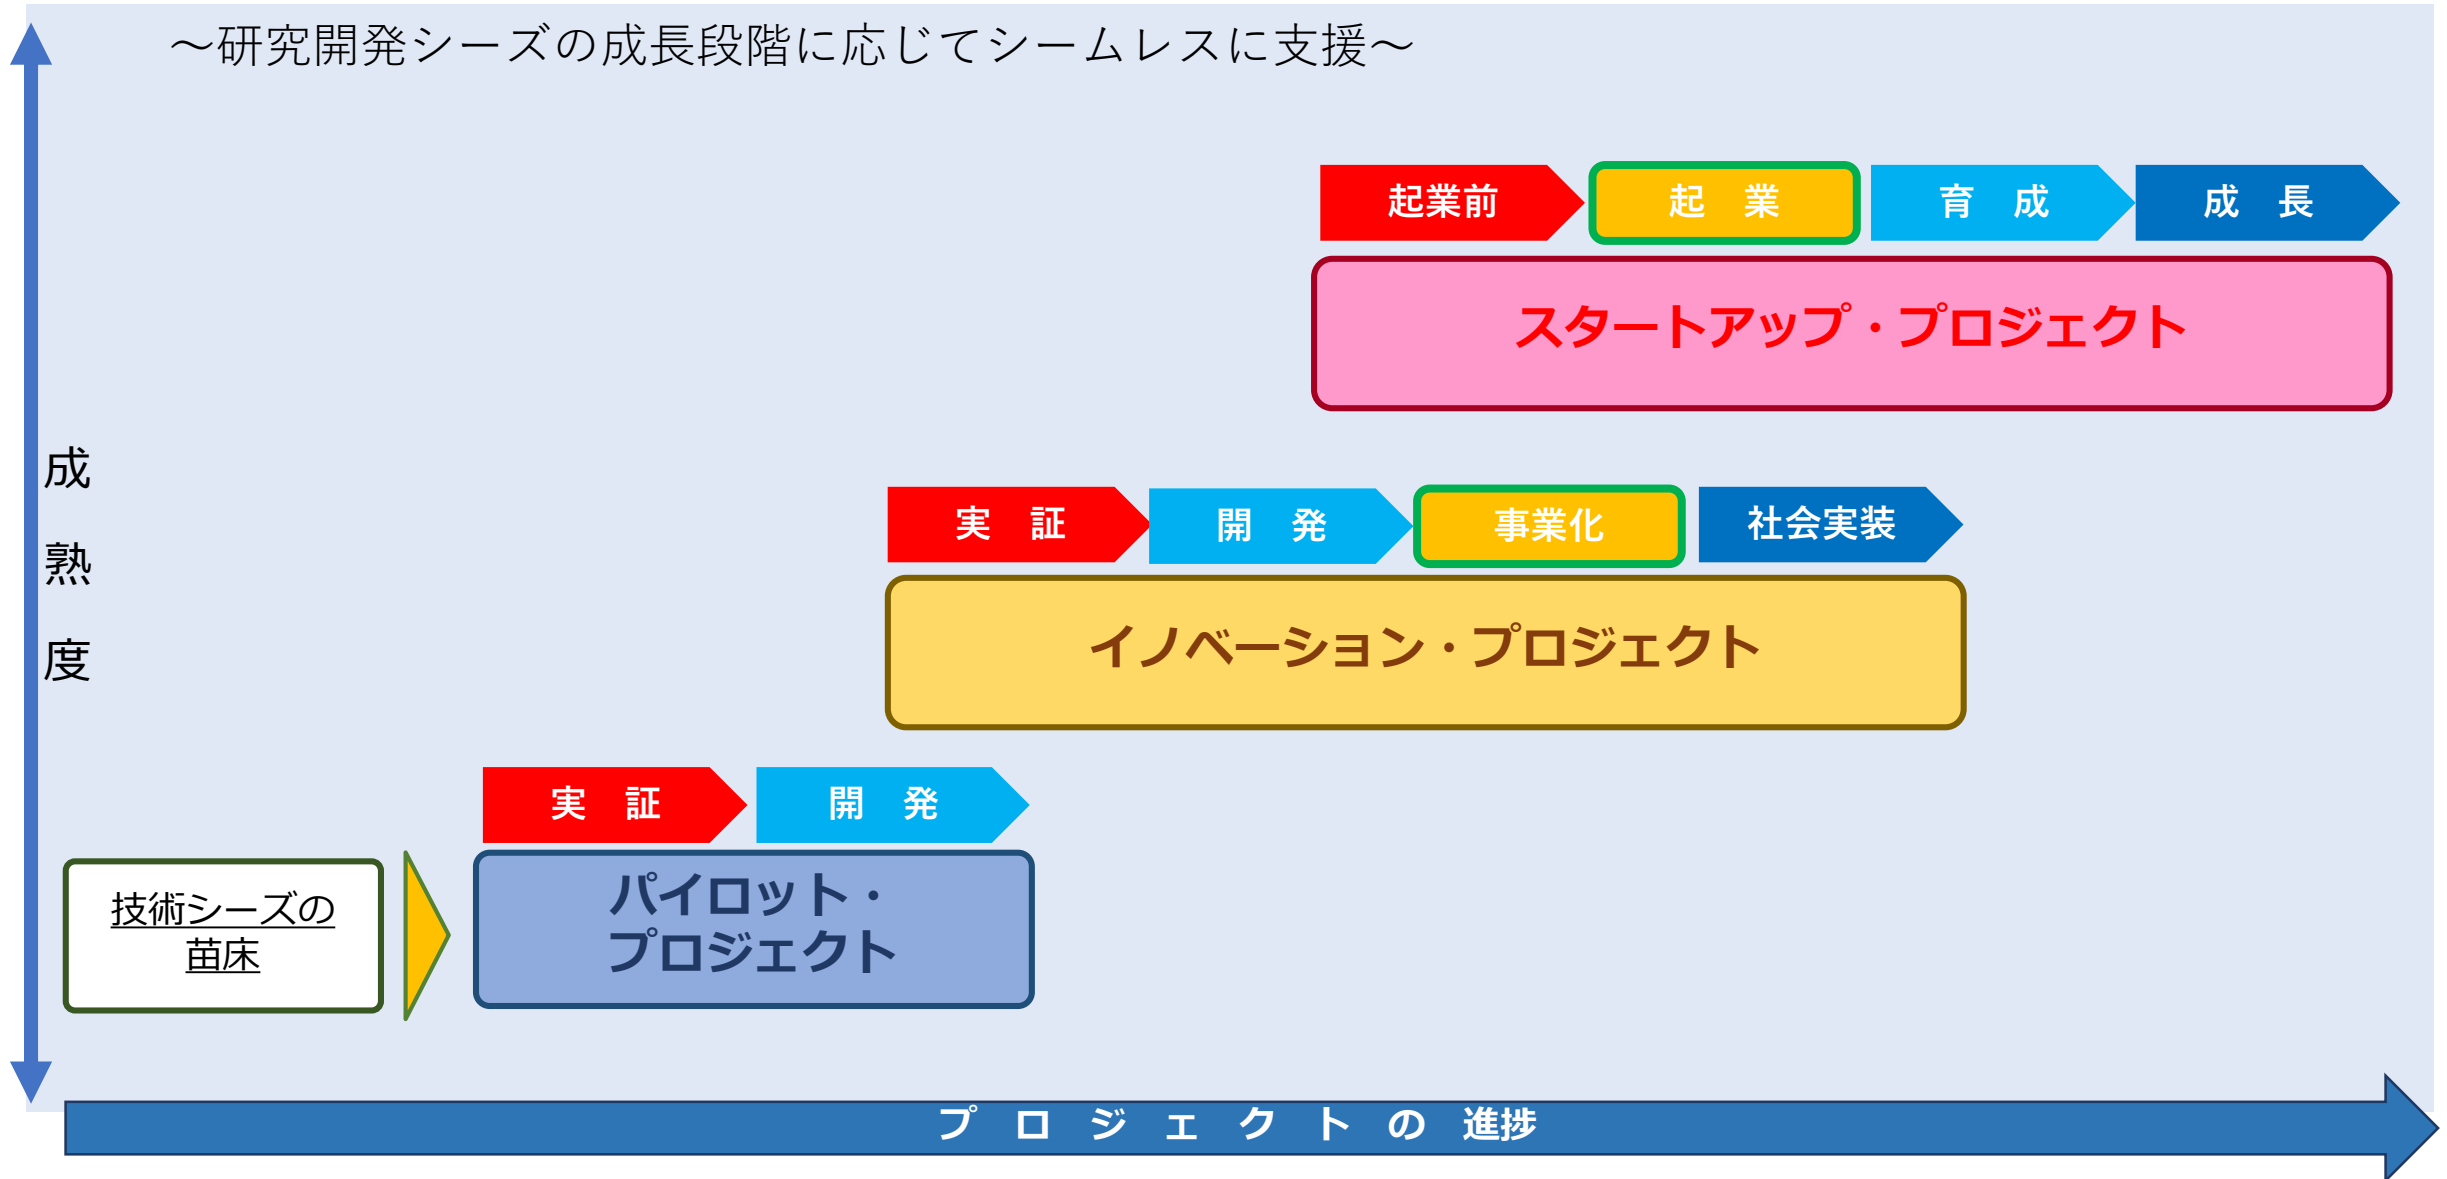 ～研究開発シーズの成長段階に応じてシームレスに支援～
起業前
起　業
育　成
成　長
スタートアップ・プロジェクト
成
熟
度
実　証
開　発
事業化
社会実装
イノベーション・プロジェクト
実　証
開　発
技術シーズの
苗床
パイロット・
プロジェクト
プ　ロ　ジ　ェ　ク　ト　の　進捗